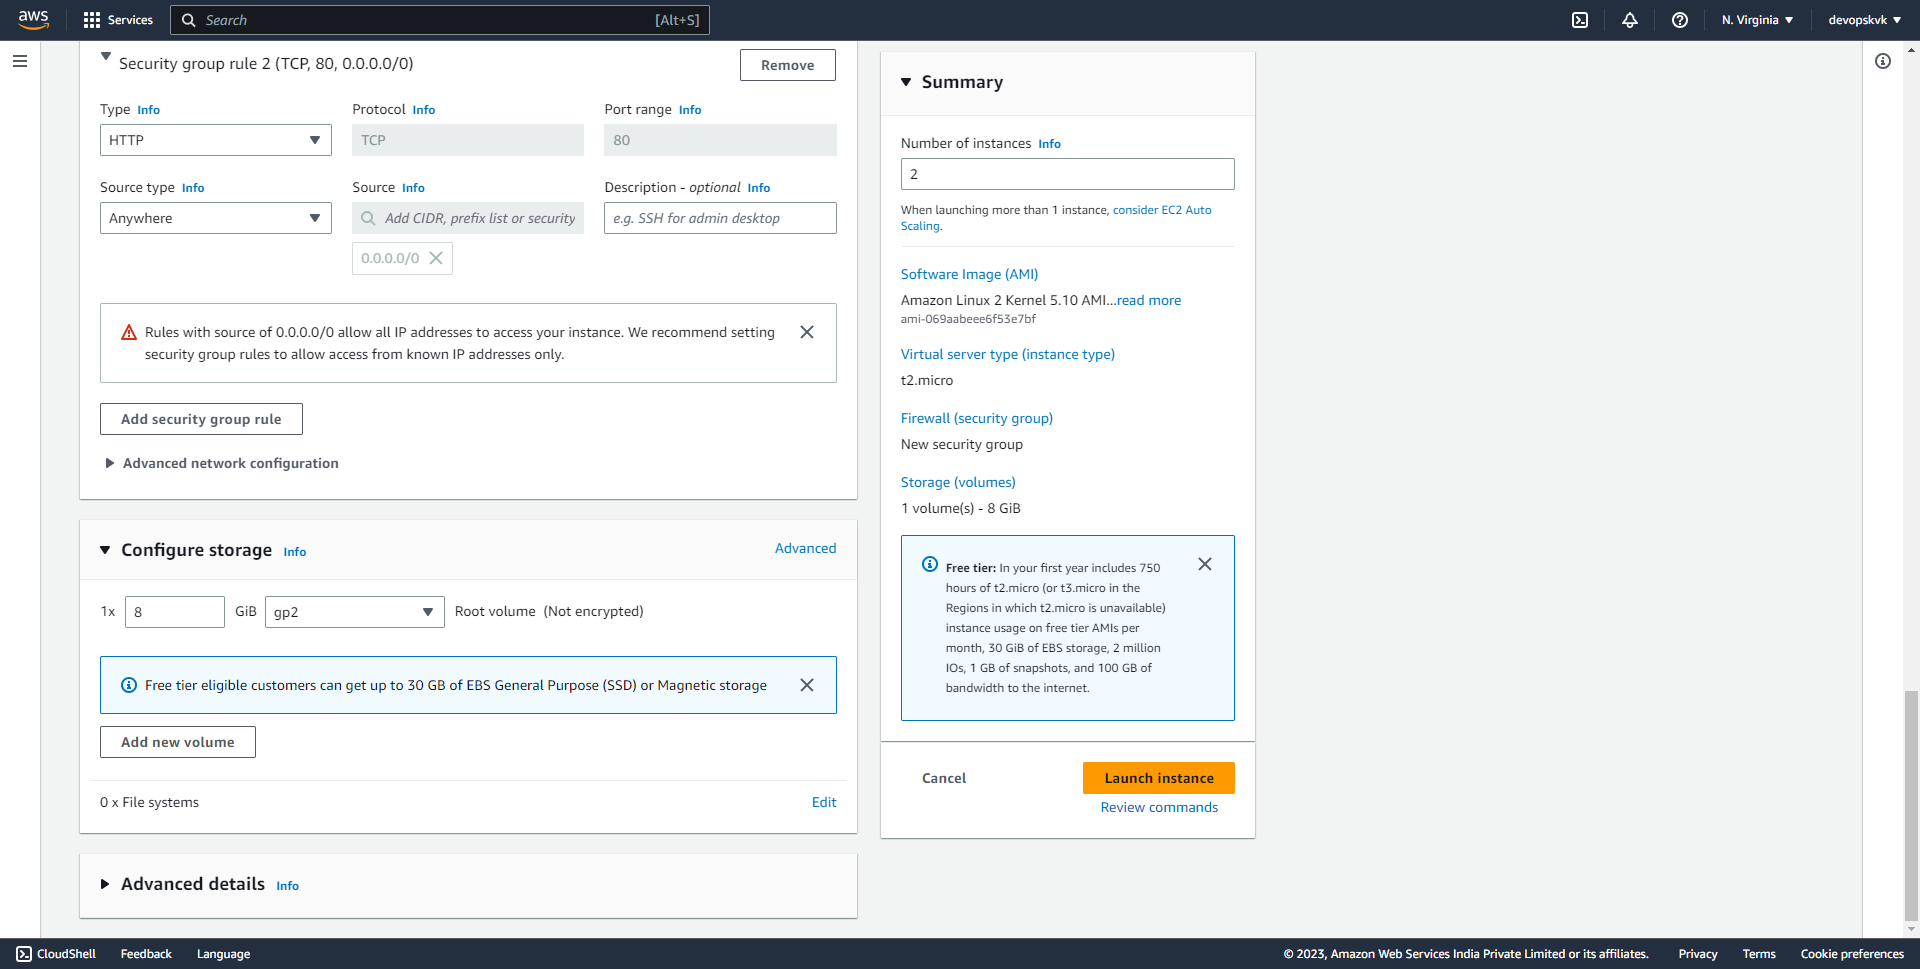 aws
Services
Search
[Alt+S]
N. Virginia
devopskvk
Security group rule 2 (TCP, 80, 0.0.0.0/0)
Remove
Type Info
Protocol Info
Port range Info
HTTP
TCP
80
Source type Info
Source Info
Description - optional Info
Anywhere
Add CIDR, prefix list or security
e.g. SSH for admin desktop
0.0.0.0/0
Rules with source of 0.0.0.0/0 allow all IP addresses to access your instance. We recommend setting
security group rules to allow access from known IP addresses only.
Add security group rule
Advanced network configuration
Configure storage Info
Advanced
1x
8
GiB
gp2
Root volume (Not encrypted)
Free tier eligible customers can get up to 30 GB of EBS General Purpose (SSD) or Magnetic storage
Add new volume
0 x File systems
Edit
Advanced details Info
Summary
Number of instances Info
2
When launching more than 1 instance, consider EC2 Auto
Scaling.
Software Image (AMI)
Amazon Linux 2 Kernel 5.10 AMI...read more
ami-069aabeee6f53e7bf
Virtual server type (instance type)
t2.micro
Firewall (security group)
New security group
Storage (volumes)
1 volume(s) - 8 GiB
Free tier: In your first year includes 750
hours of t2.micro (or t3.micro in the
Regions in which t2.micro is unavailable)
instance usage on free tier AMIs per
month, 30 GiB of EBS storage, 2 million
IOs, 1 GB of snapshots, and 100 GB of
bandwidth to the internet.
Cancel
Launch instance
Review commands
CloudShell
Feedback
Language
© 2023, Amazon Web Services India Private Limited or its affiliates.
Privacy
Terms
Cookie preferences